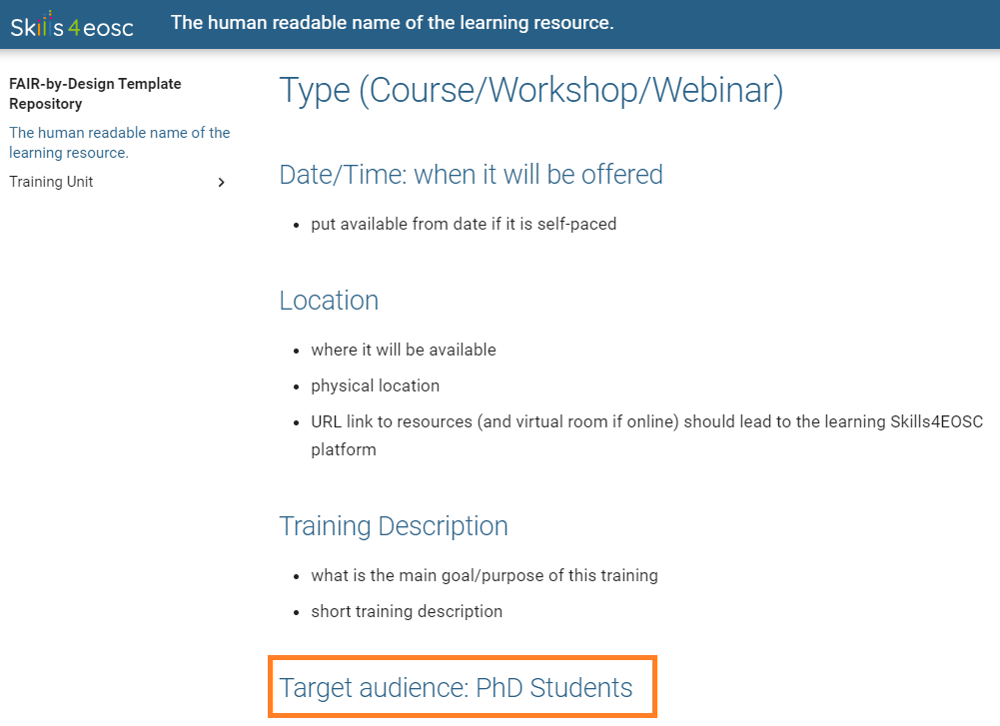 Skills4eosc
The human readable name of the learning resource.
FAIR-by-Design Template
Repository
The human readable name of the
learning resource.
Training Unit
Type (Course/Workshop/Webinar)
Date/Time: when it will be offered
put available from date if it is self-paced
Location
where it will be available
physical location
URL link to resources (and virtual room if online) should lead to the learning Skills4EOSC
platform
Training Description
what is the main goal/purpose of this training
short training description
Target audience: PhD Students